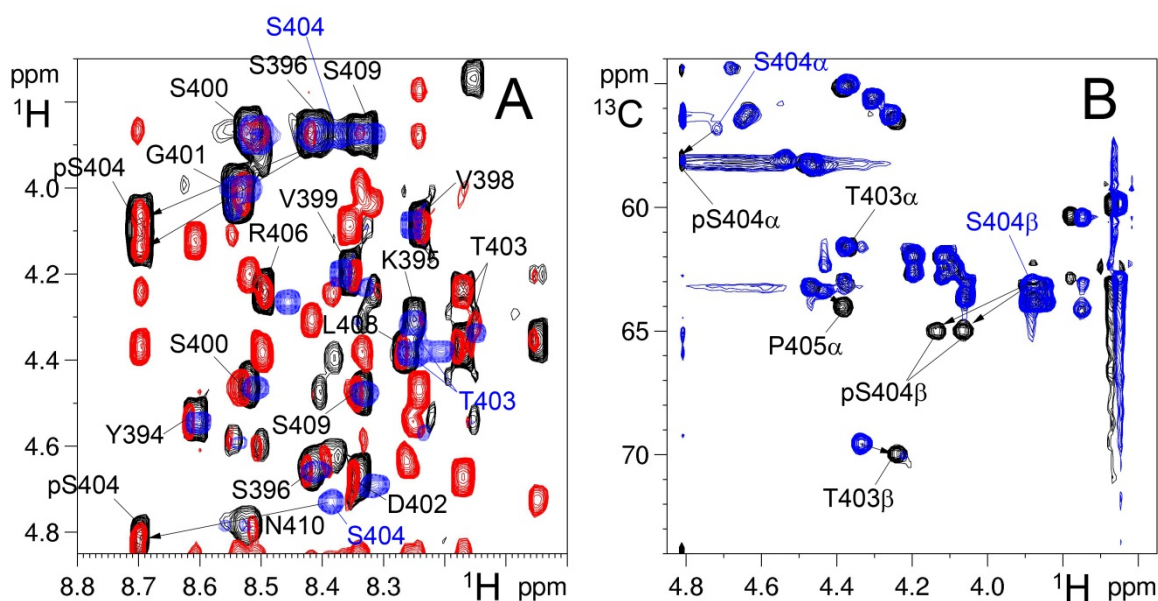 S404
ppm
¹H
S396
S409
A
S400
G401
pS404
V399
V398
R406
K395
T403
L408
S400
T403
Y394
S409
pS404
S396
D402
N410
S404
4.0
4.2
4.4
4.6
4.8
8.8 8.7 8.6 8.5 8.4 8.3 ¹H ppm
ppm
¹³C
S404α
B
pS404α
T403α
S404β
P405α
pS404β
T403β
60
65
70
4.8 4.6 4.4 4.2 4.0 ¹H ppm